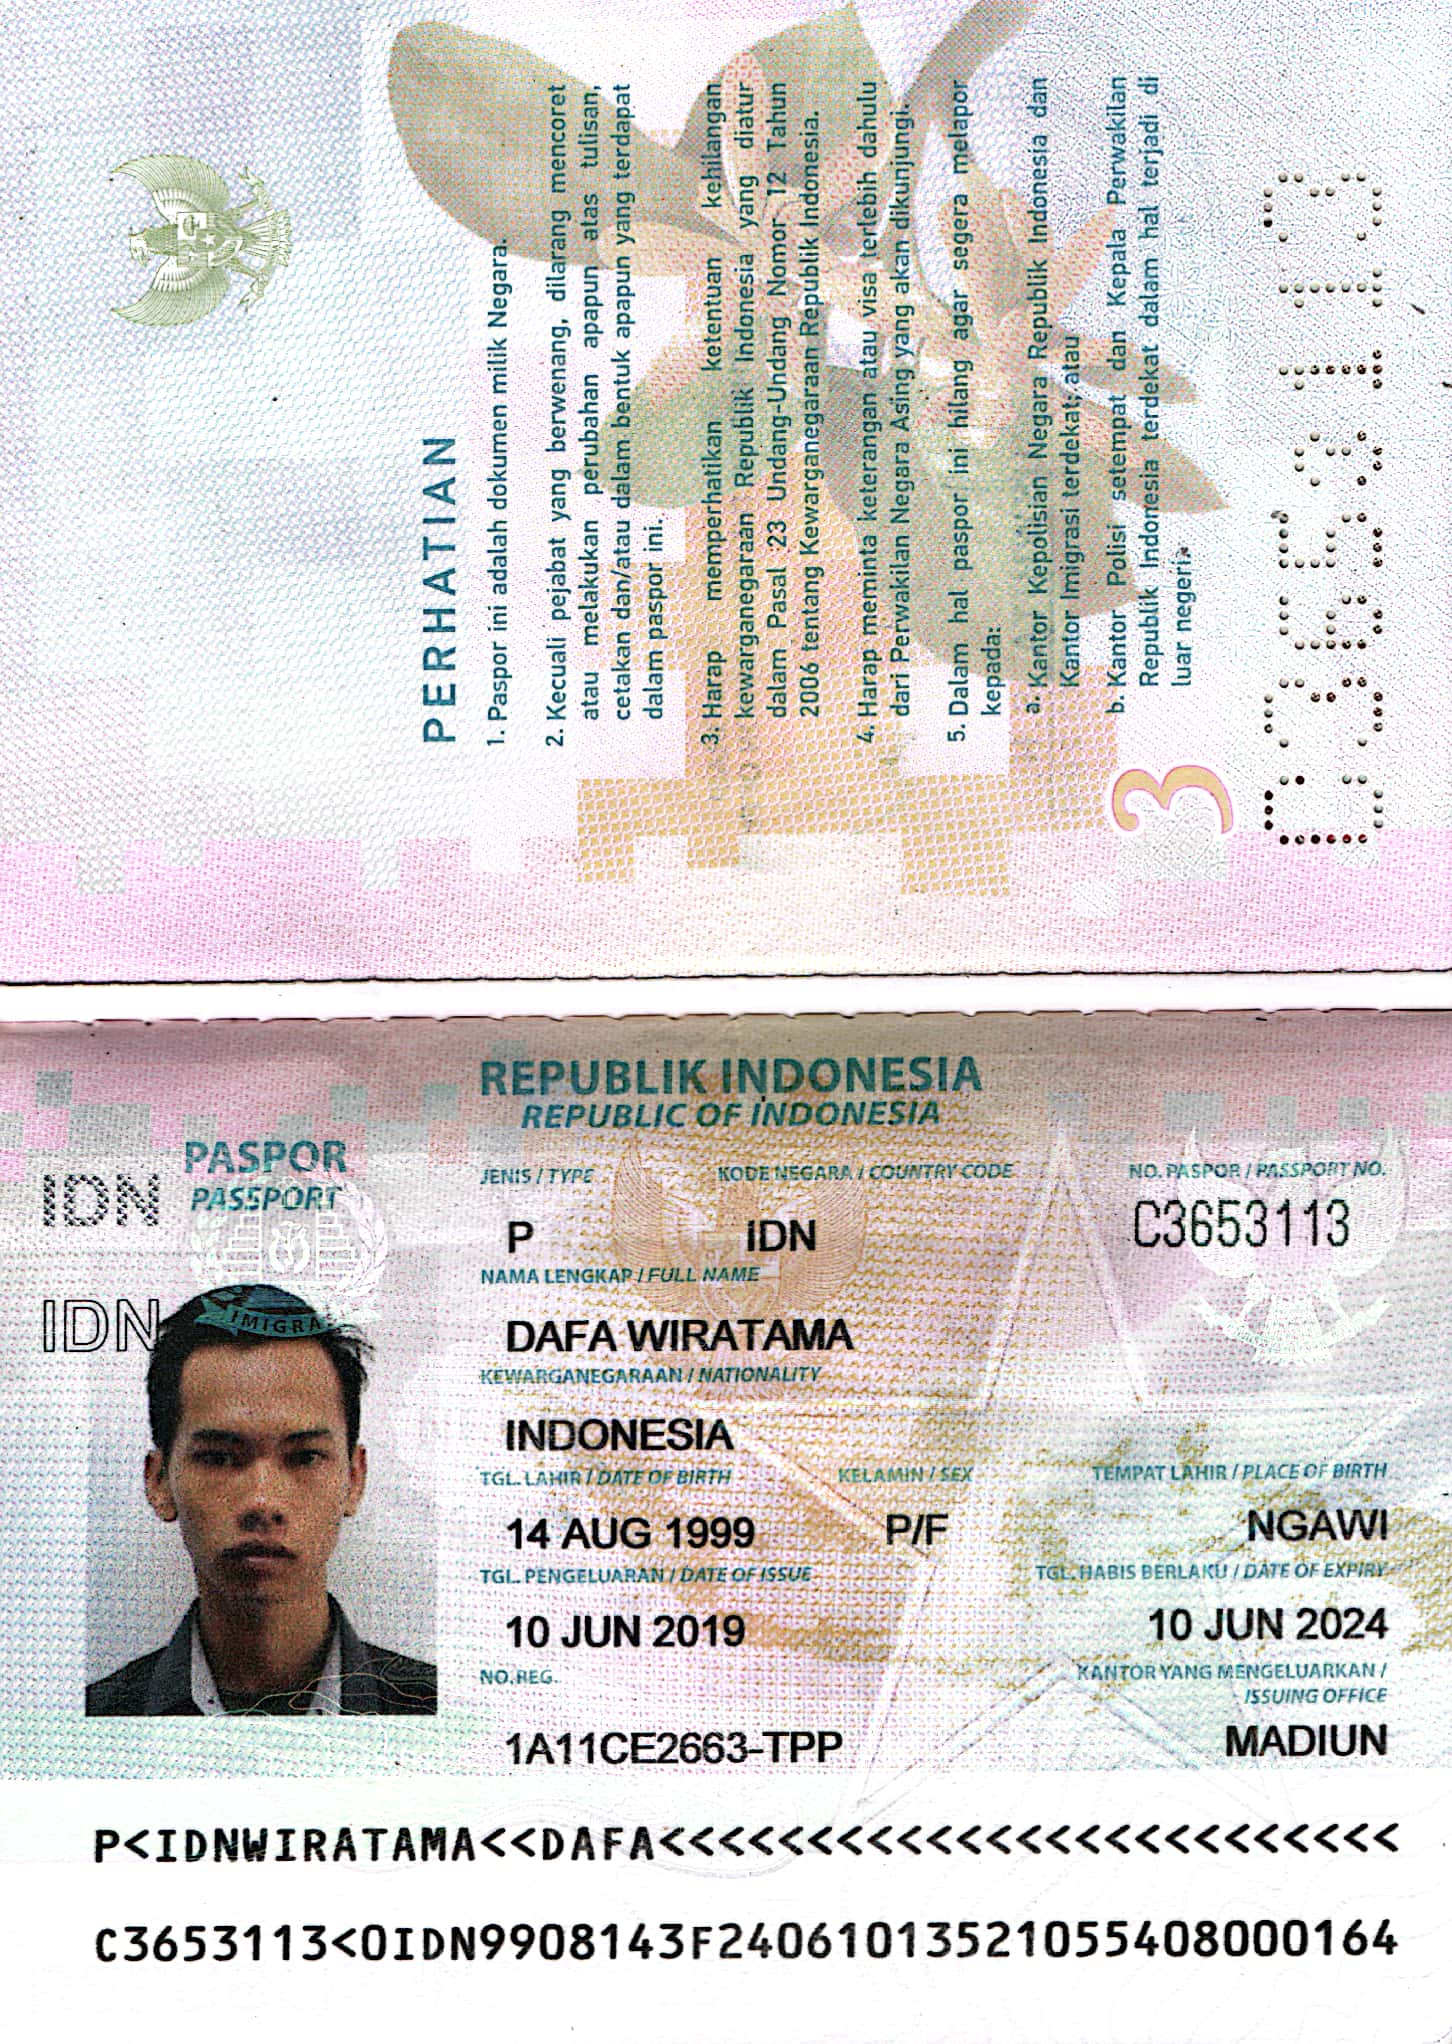 PERHATIAN
1. Paspor ini adalah dokumen milik Negara.
2. Kecuali pejabat yang berwenang, dilarang mencoret
atau melakukan perubahan apapun atas tulisan,
cetakan dan/atau dalam bentuk apapun yang terdapat
dalam paspor ini.
3. Harap memperhatikan ketentuan kehilangan
kewarganegaraan Republik Indonesia yang diatur
dalam Pasal 23 Undang-Undang Nomor 12 Tahun
2006 tentang Kewarganegaraan Republik Indonesia.
4. Harap meminta keterangan atau visa terlebih dahulu
dari Perwakilan Negara Asing yang akan dikunjungi.
5. Dalam hal paspor ini hilang agar segera melapor
kepada:
a. Kantor Kepolisian Negara Republik Indonesia dan
Kantor Imigrasi terdekat; atau
b. Kantor Polisi setempat dan Kepala Perwakilan
Republik Indonesia terdekat dalam hal terjadi di
luar negeri.
3
C3653113
REPUBLIK INDONESIA
REPUBLIC OF INDONESIA
PASPOR
PASSPORT
IDN
IDN
IMIGRA
JENIS / TYPE KODE NEGARA / COUNTRY CODE NO. PASPOR / PASSPORT NO.
P IDN C3653113
NAMA LENGKAP / FULL NAME
DAFA WIRATAMA
KEWARGANEGARAAN / NATIONALITY
INDONESIA
TGL. LAHIR / DATE OF BIRTH KELAMIN / SEX TEMPAT LAHIR / PLACE OF BIRTH
14 AUG 1999 P/F NGAWI
TGL. PENGELUARAN / DATE OF ISSUE TGL. HABIS BERLAKU / DATE OF EXPIRY
10 JUN 2019 10 JUN 2024
NO. REG. KANTOR YANG MENGELUARKAN /
ISSUING OFFICE
1A11CE2663-TPP MADIUN
P<IDNWIRATAMA<<DAFA<<<<<<<<<<<<<<<<<<<<<<<<<
C3653113<0IDN9908143F24061013521055408000164